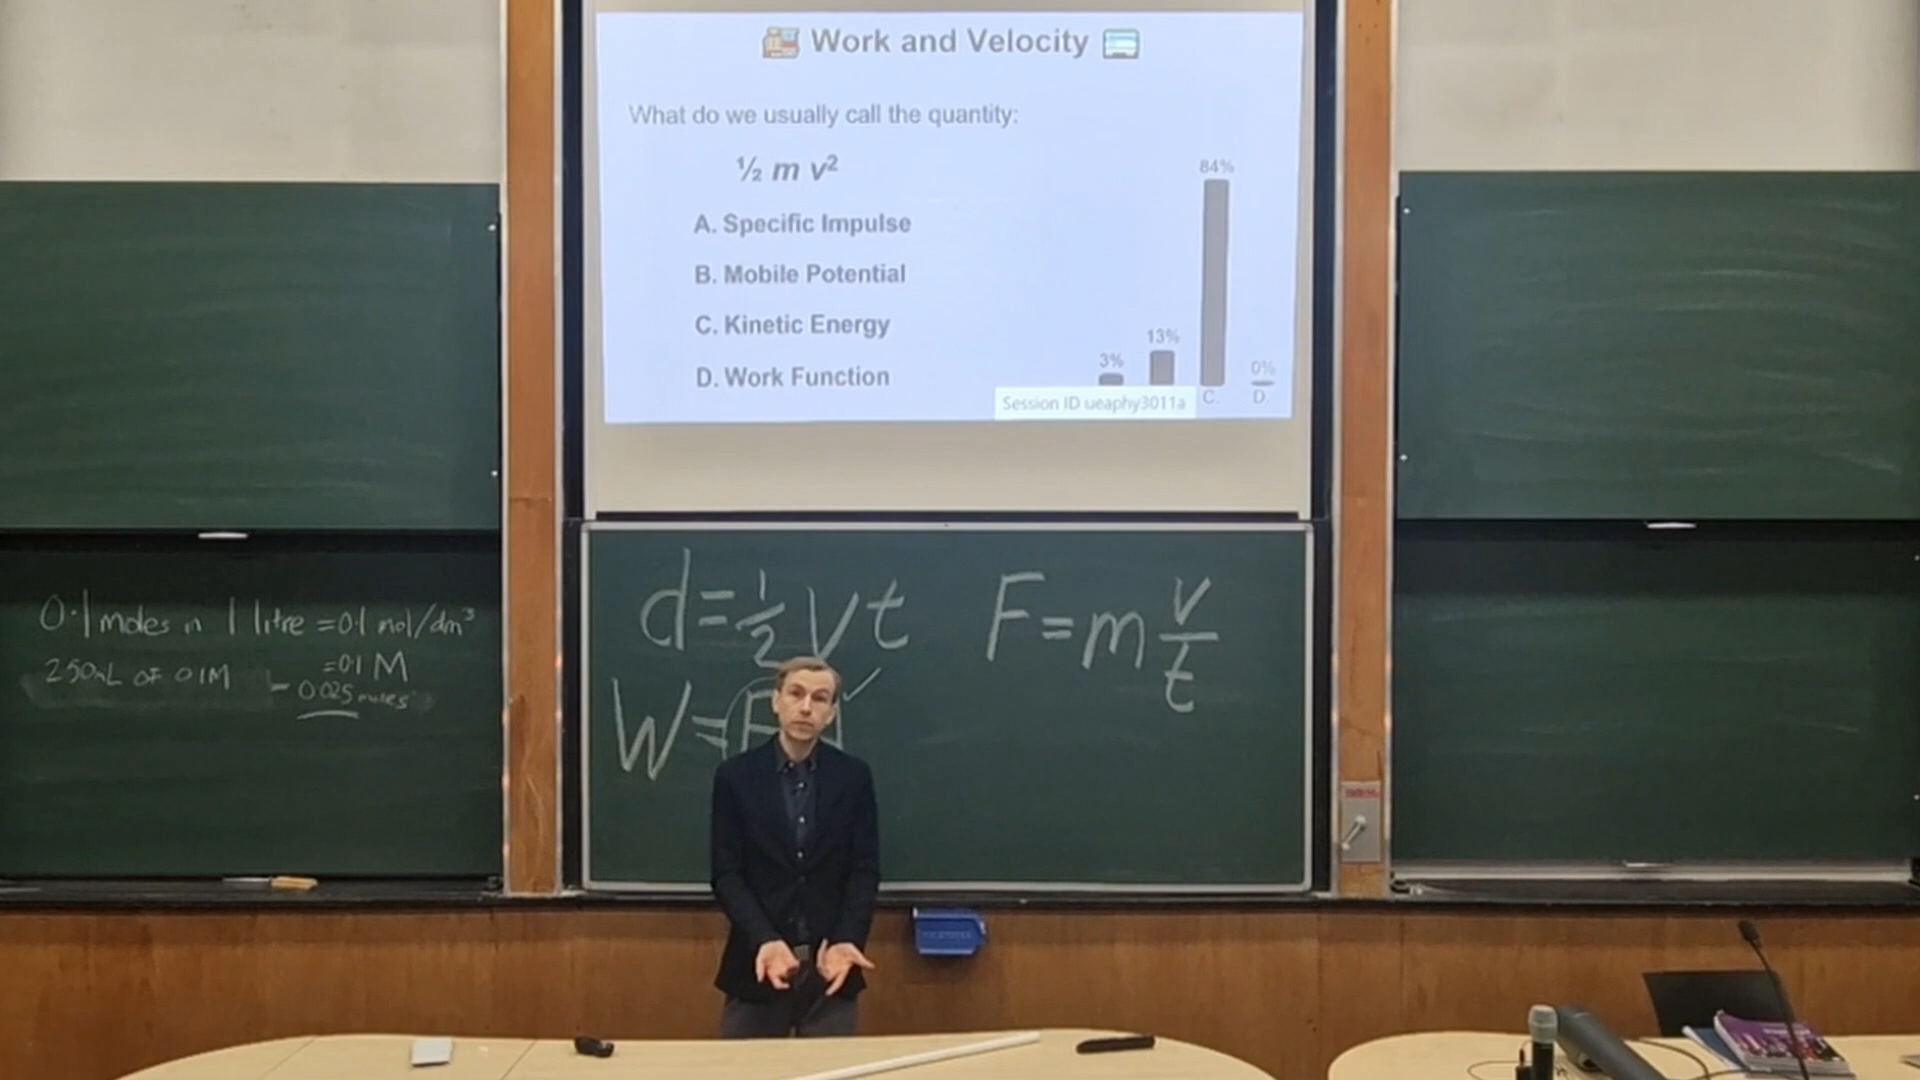 Work and Velocity
What do we usually call the quantity:
½ m v²
A. Specific Impulse
B. Mobile Potential
C. Kinetic Energy
D. Work Function
3%
13%
84%
0%
C.
D.
Session ID ueaphy3011a
0.1 moles in 1 litre = 0.1 mol/dm³
= 0.1 M
250mL OF 0.1M - 0.025 moles
d = ½ v t
F = m v/t
W = F